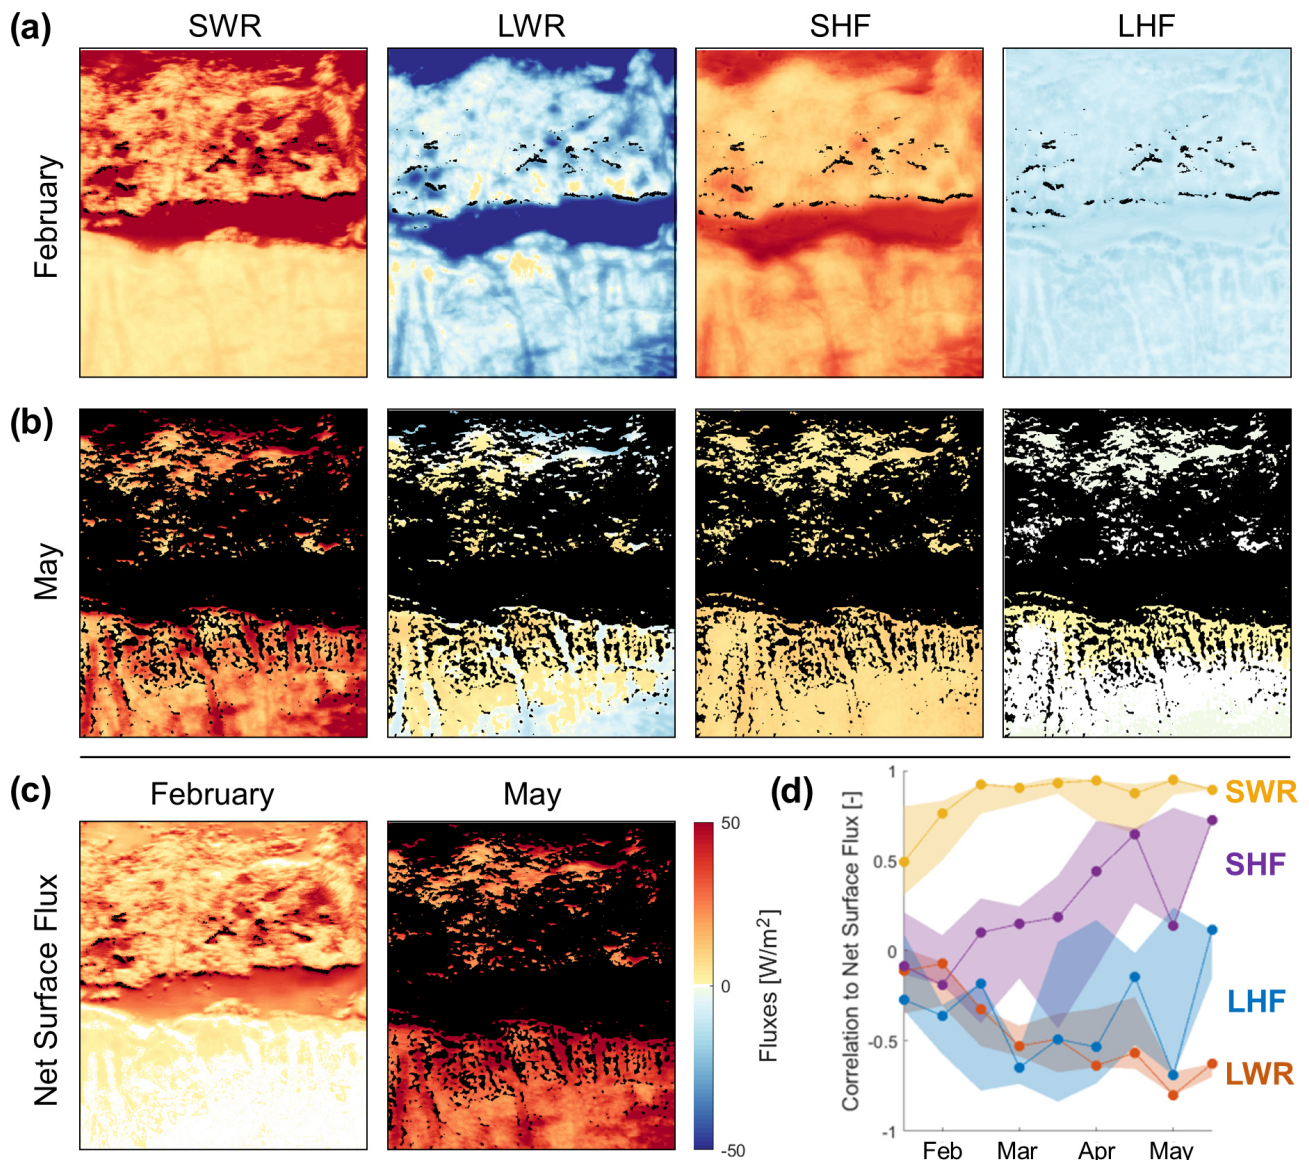 (a)
SWR LWR SHF LHF
February
(b)
May
(c)
February May
Net Surface Flux
50
0
-50
Fluxes [W/m²]
(d)
Correlation to Net Surface Flux [-]
1
0.5
0
-0.5
-1
Feb Mar Apr May
SWR
SHF
LHF
LWR